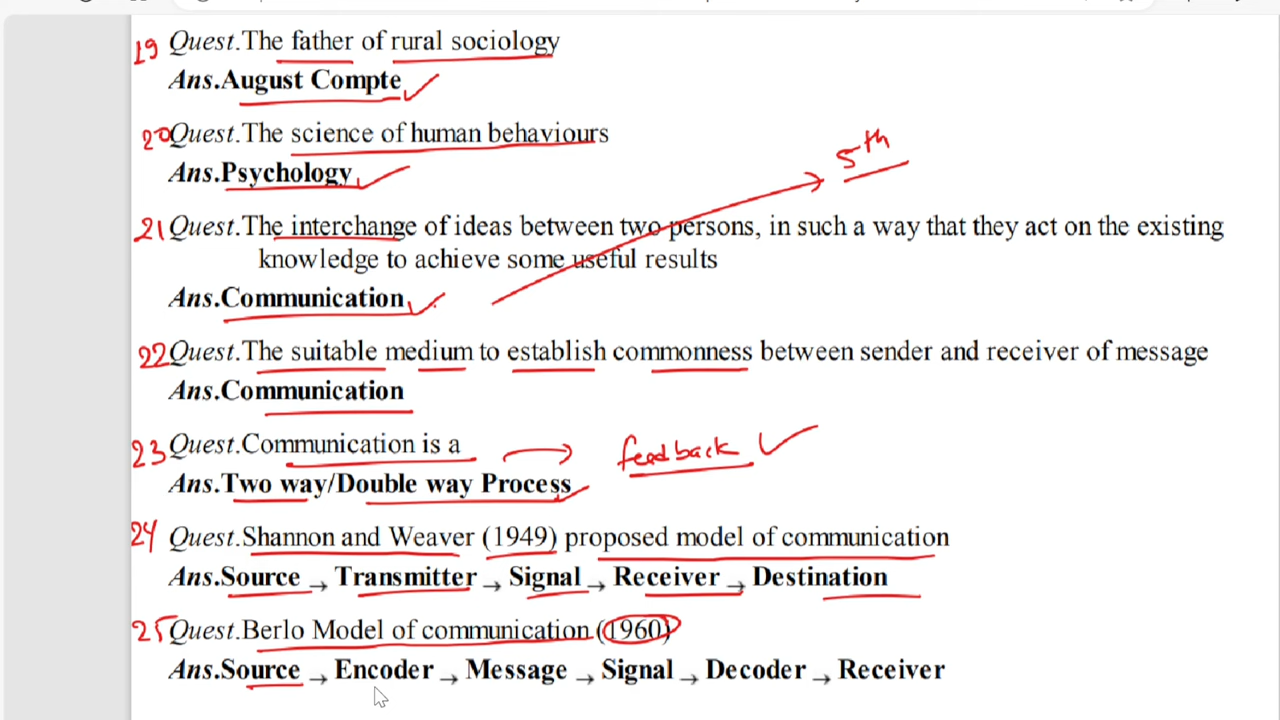 19 Quest.The father of rural sociology
Ans.August Compte
20 Quest.The science of human behaviours
Ans.Psychology
5th
21 Quest.The interchange of ideas between two persons, in such a way that they act on the existing
knowledge to achieve some useful results
Ans.Communication
22 Quest.The suitable medium to establish commonness between sender and receiver of message
Ans.Communication
23 Quest.Communication is a
feedback
Ans.Two way/Double way Process
24 Quest.Shannon and Weaver (1949) proposed model of communication
Ans.Source → Transmitter → Signal → Receiver → Destination
25 Quest.Berlo Model of communication (1960)
Ans.Source → Encoder → Message → Signal → Decoder → Receiver